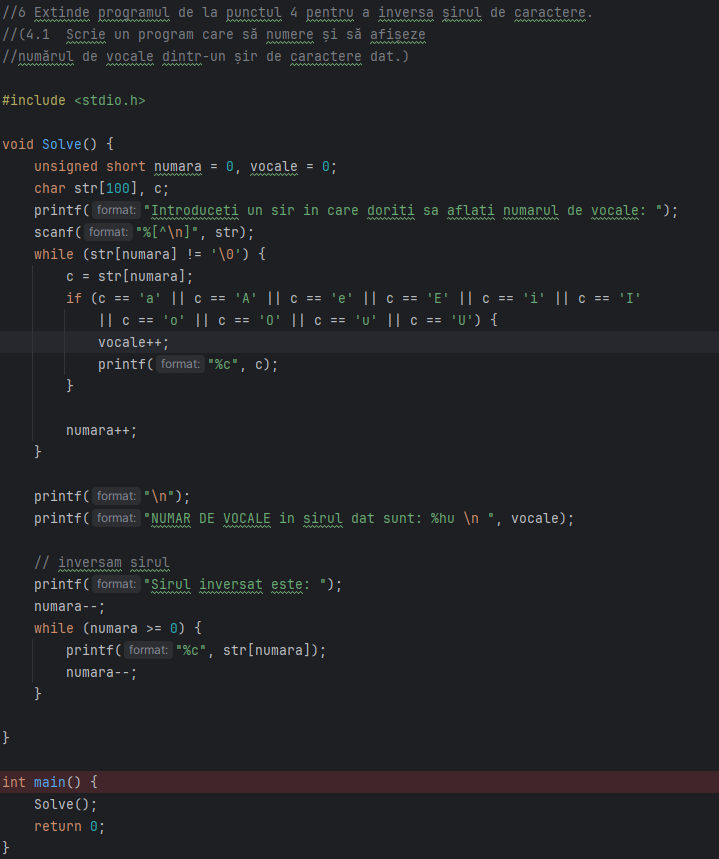 //6 Extinde programul de la punctul 4 pentru a inversa șirul de caractere.
//(4.1  Scrie un program care să numere și să afișeze
//numărul de vocale dintr-un șir de caractere dat.)

#include <stdio.h>

void Solve() {
    unsigned short numara = 0, vocale = 0;
    char str[100], c;
    printf(format: "Introduceti un sir in care doriti sa aflati numarul de vocale: ");
    scanf(format: "%[^\n]", str);
    while (str[numara] != '\0') {
        c = str[numara];
        if (c == 'a' || c == 'A' || c == 'e' || c == 'E' || c == 'i' || c == 'I'
            || c == 'o' || c == 'O' || c == 'u' || c == 'U') {
            vocale++;
            printf(format: "%c", c);
        }

        numara++;
    }

    printf(format: "\n");
    printf(format: "NUMAR DE VOCALE in sirul dat sunt: %hu \n ", vocale);

    // inversam sirul
    printf(format: "Sirul inversat este: ");
    numara--;
    while (numara >= 0) {
        printf(format: "%c", str[numara]);
        numara--;
    }

}

int main() {
    Solve();
    return 0;
}